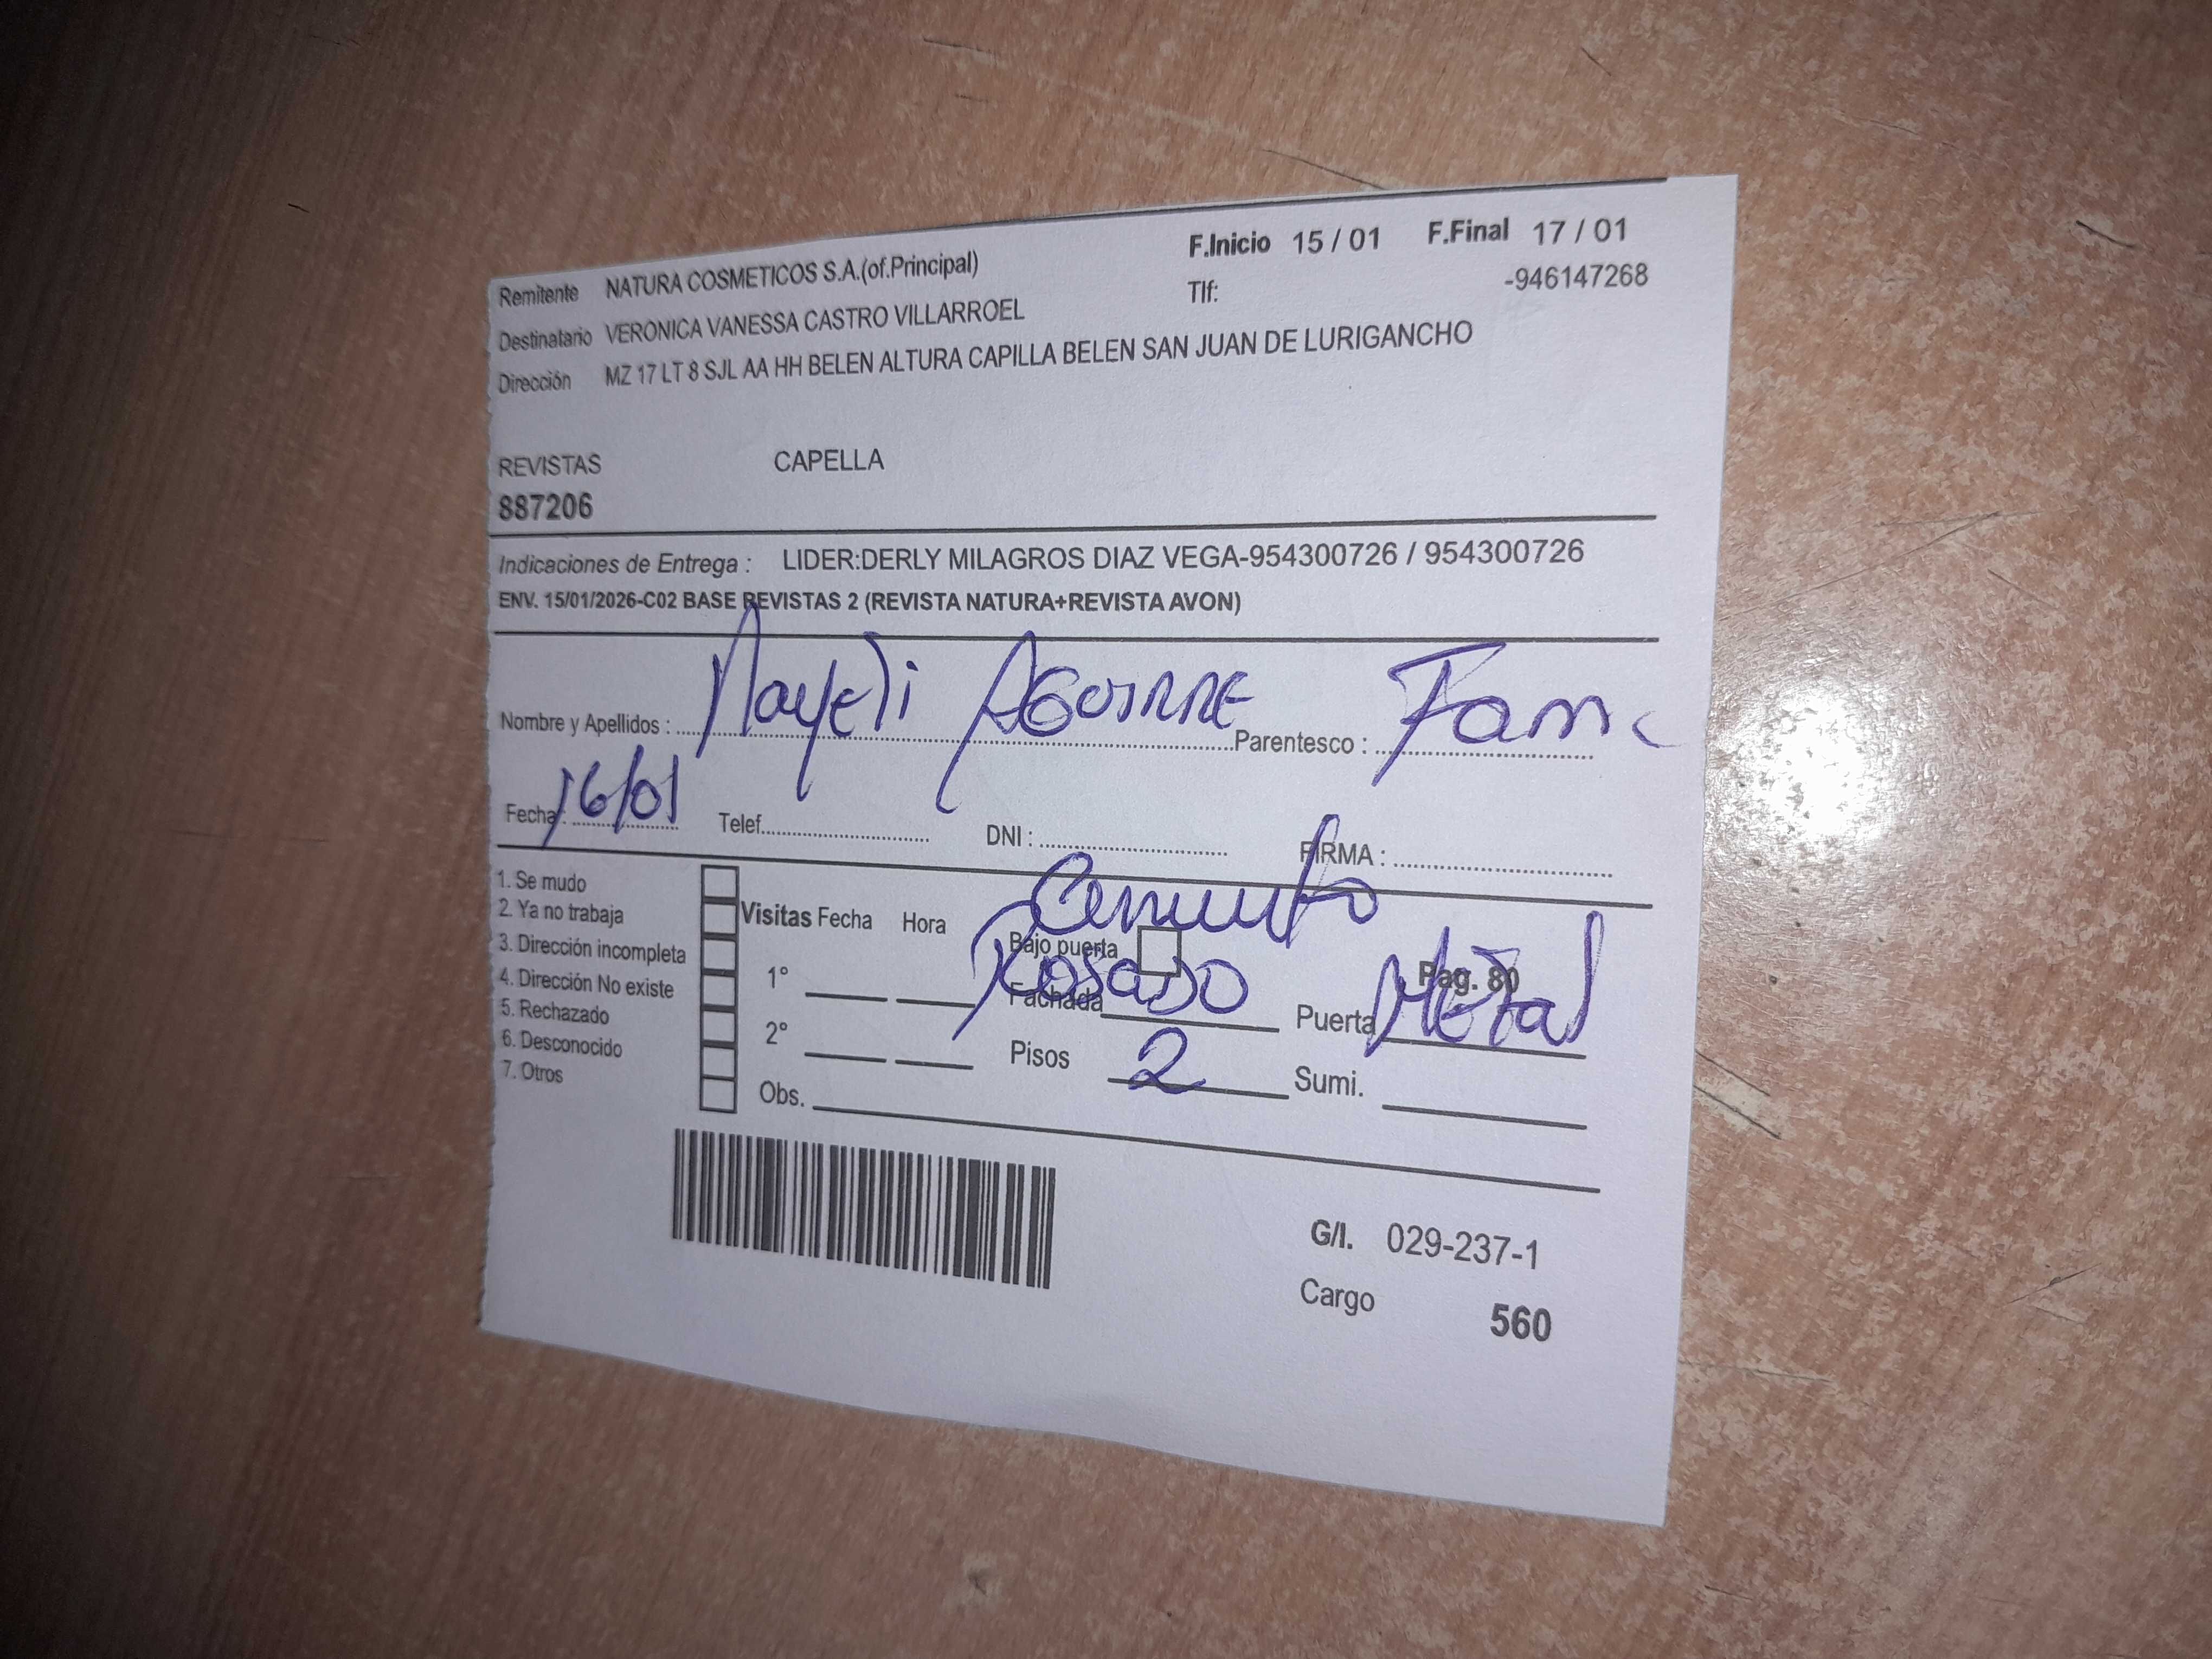 F.Inicio 15 / 01 F.Final 17 / 01
Remitente NATURA COSMETICOS S.A.(of.Principal)
Tlf: -946147268
Destinatario VERONICA VANESSA CASTRO VILLARROEL
Dirección MZ 17 LT 8 SJL AA HH BELEN ALTURA CAPILLA BELEN SAN JUAN DE LURIGANCHO
REVISTAS CAPELLA
887206
Indicaciones de Entrega : LIDER:DERLY MILAGROS DIAZ VEGA-954300726 / 954300726
ENV. 15/01/2026-C02 BASE REVISTAS 2 (REVISTA NATURA+REVISTA AVON)
Nombre y Apellidos : Nayeli AGUIRRE Parentesco : Fam
Fecha : 16/01 Telef. DNI : FIRMA :
1. Se mudo
2. Ya no trabaja
3. Dirección incompleta
4. Dirección No existe
5. Rechazado
6. Desconocido
7. Otros
Visitas Fecha Hora
1°
2°
Obs.
Cemento
Bajo puerta
Pag. 80
Fachada Rosado Puerta Metal
Pisos 2 Sumi.
G/I. 029-237-1
Cargo 560